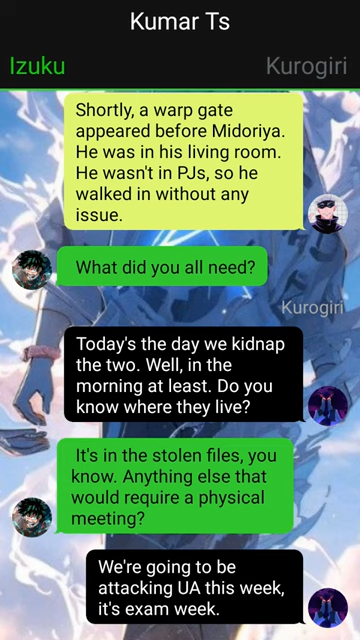 Kumar Ts
Izuku Kurogiri
Shortly, a warp gate
appeared before Midoriya.
He was in his living room.
He wasn't in PJs, so he
walked in without any
issue.
What did you all need?
Kurogiri
Today's the day we kidnap
the two. Well, in the
morning at least. Do you
know where they live?
It's in the stolen files, you
know. Anything else that
would require a physical
meeting?
We're going to be
attacking UA this week,
it's exam week.